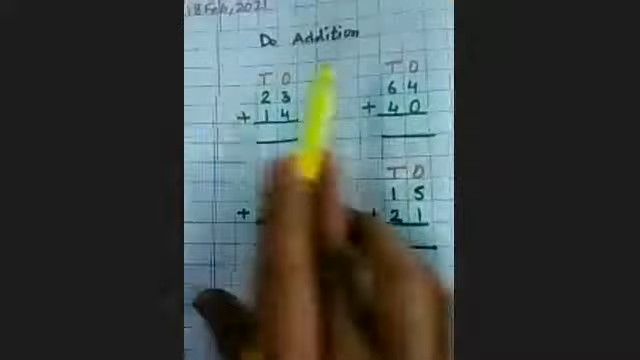 18 Feb, 2021
Do Addition
T O
2 3
+ 1 4
T O
6 4
+ 4 0
+
T O
1 5
+ 2 1